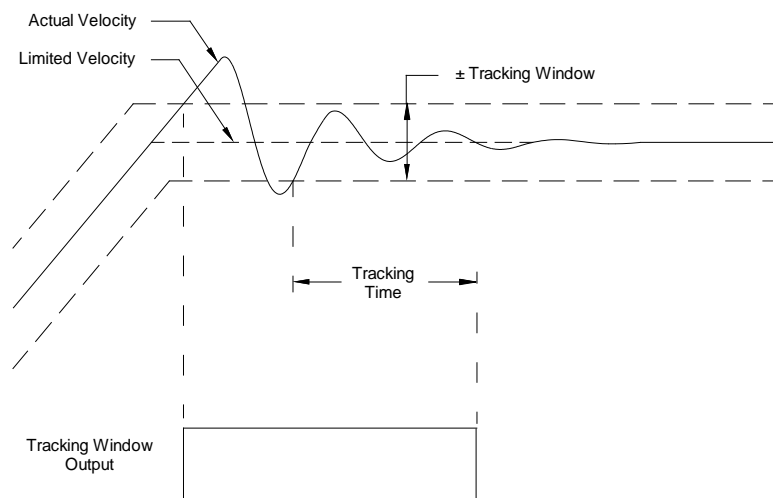 Actual Velocity
Limited Velocity
± Tracking Window
Tracking
Time
Tracking Window
Output